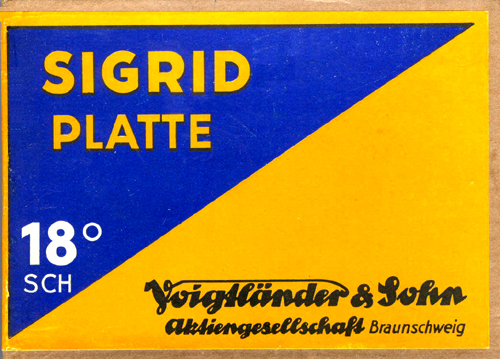 SIGRID
PLATTE
18°
SCH
Voigtländer & Sohn
Aktiengesellschaft Braunschweig